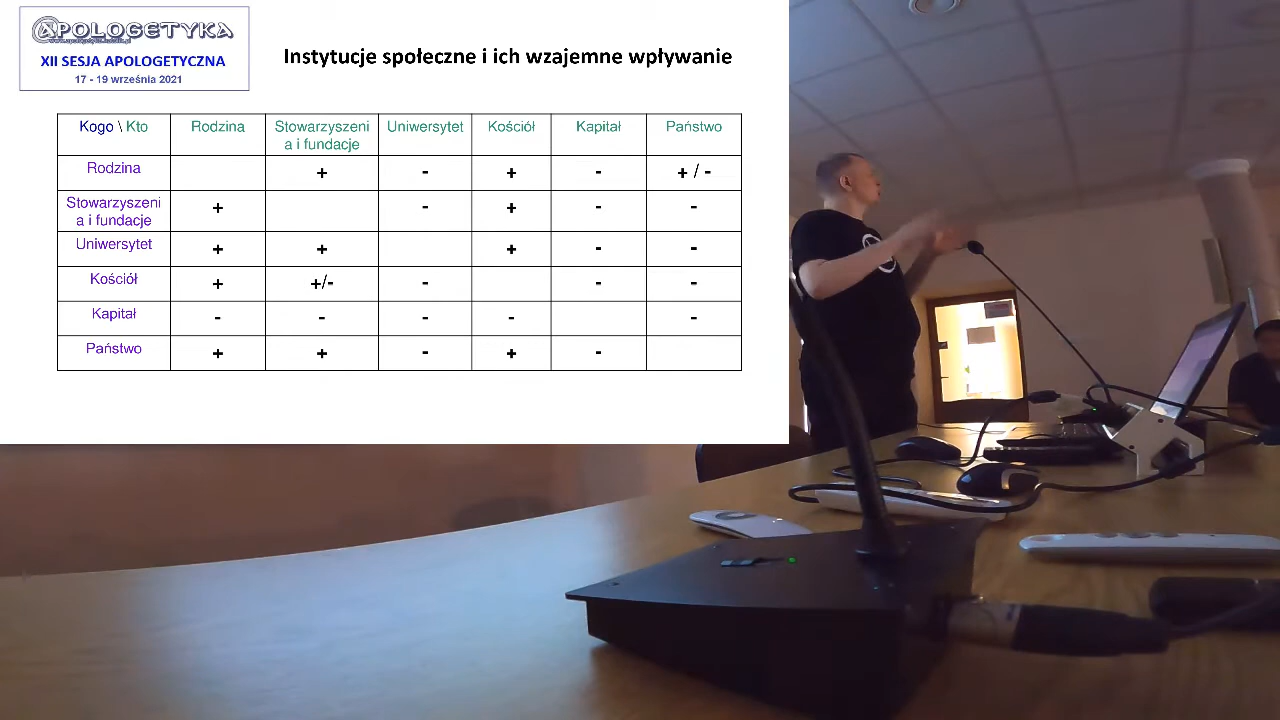 @POLOGETYKA
XII SESJA APOLOGETYCZNA
17 - 19 września 2021
Instytucje społeczne i ich wzajemne wpływanie
Kogo \ Kto Rodzina Stowarzyszeni Uniwersytet Kościół Kapitał Państwo
a i fundacje
Rodzina + - + - + / -
Stowarzyszeni + - + - -
a i fundacje
Uniwersytet + + + - -
Kościół + +/- - - -
Kapitał - - - - -
Państwo + + - + -